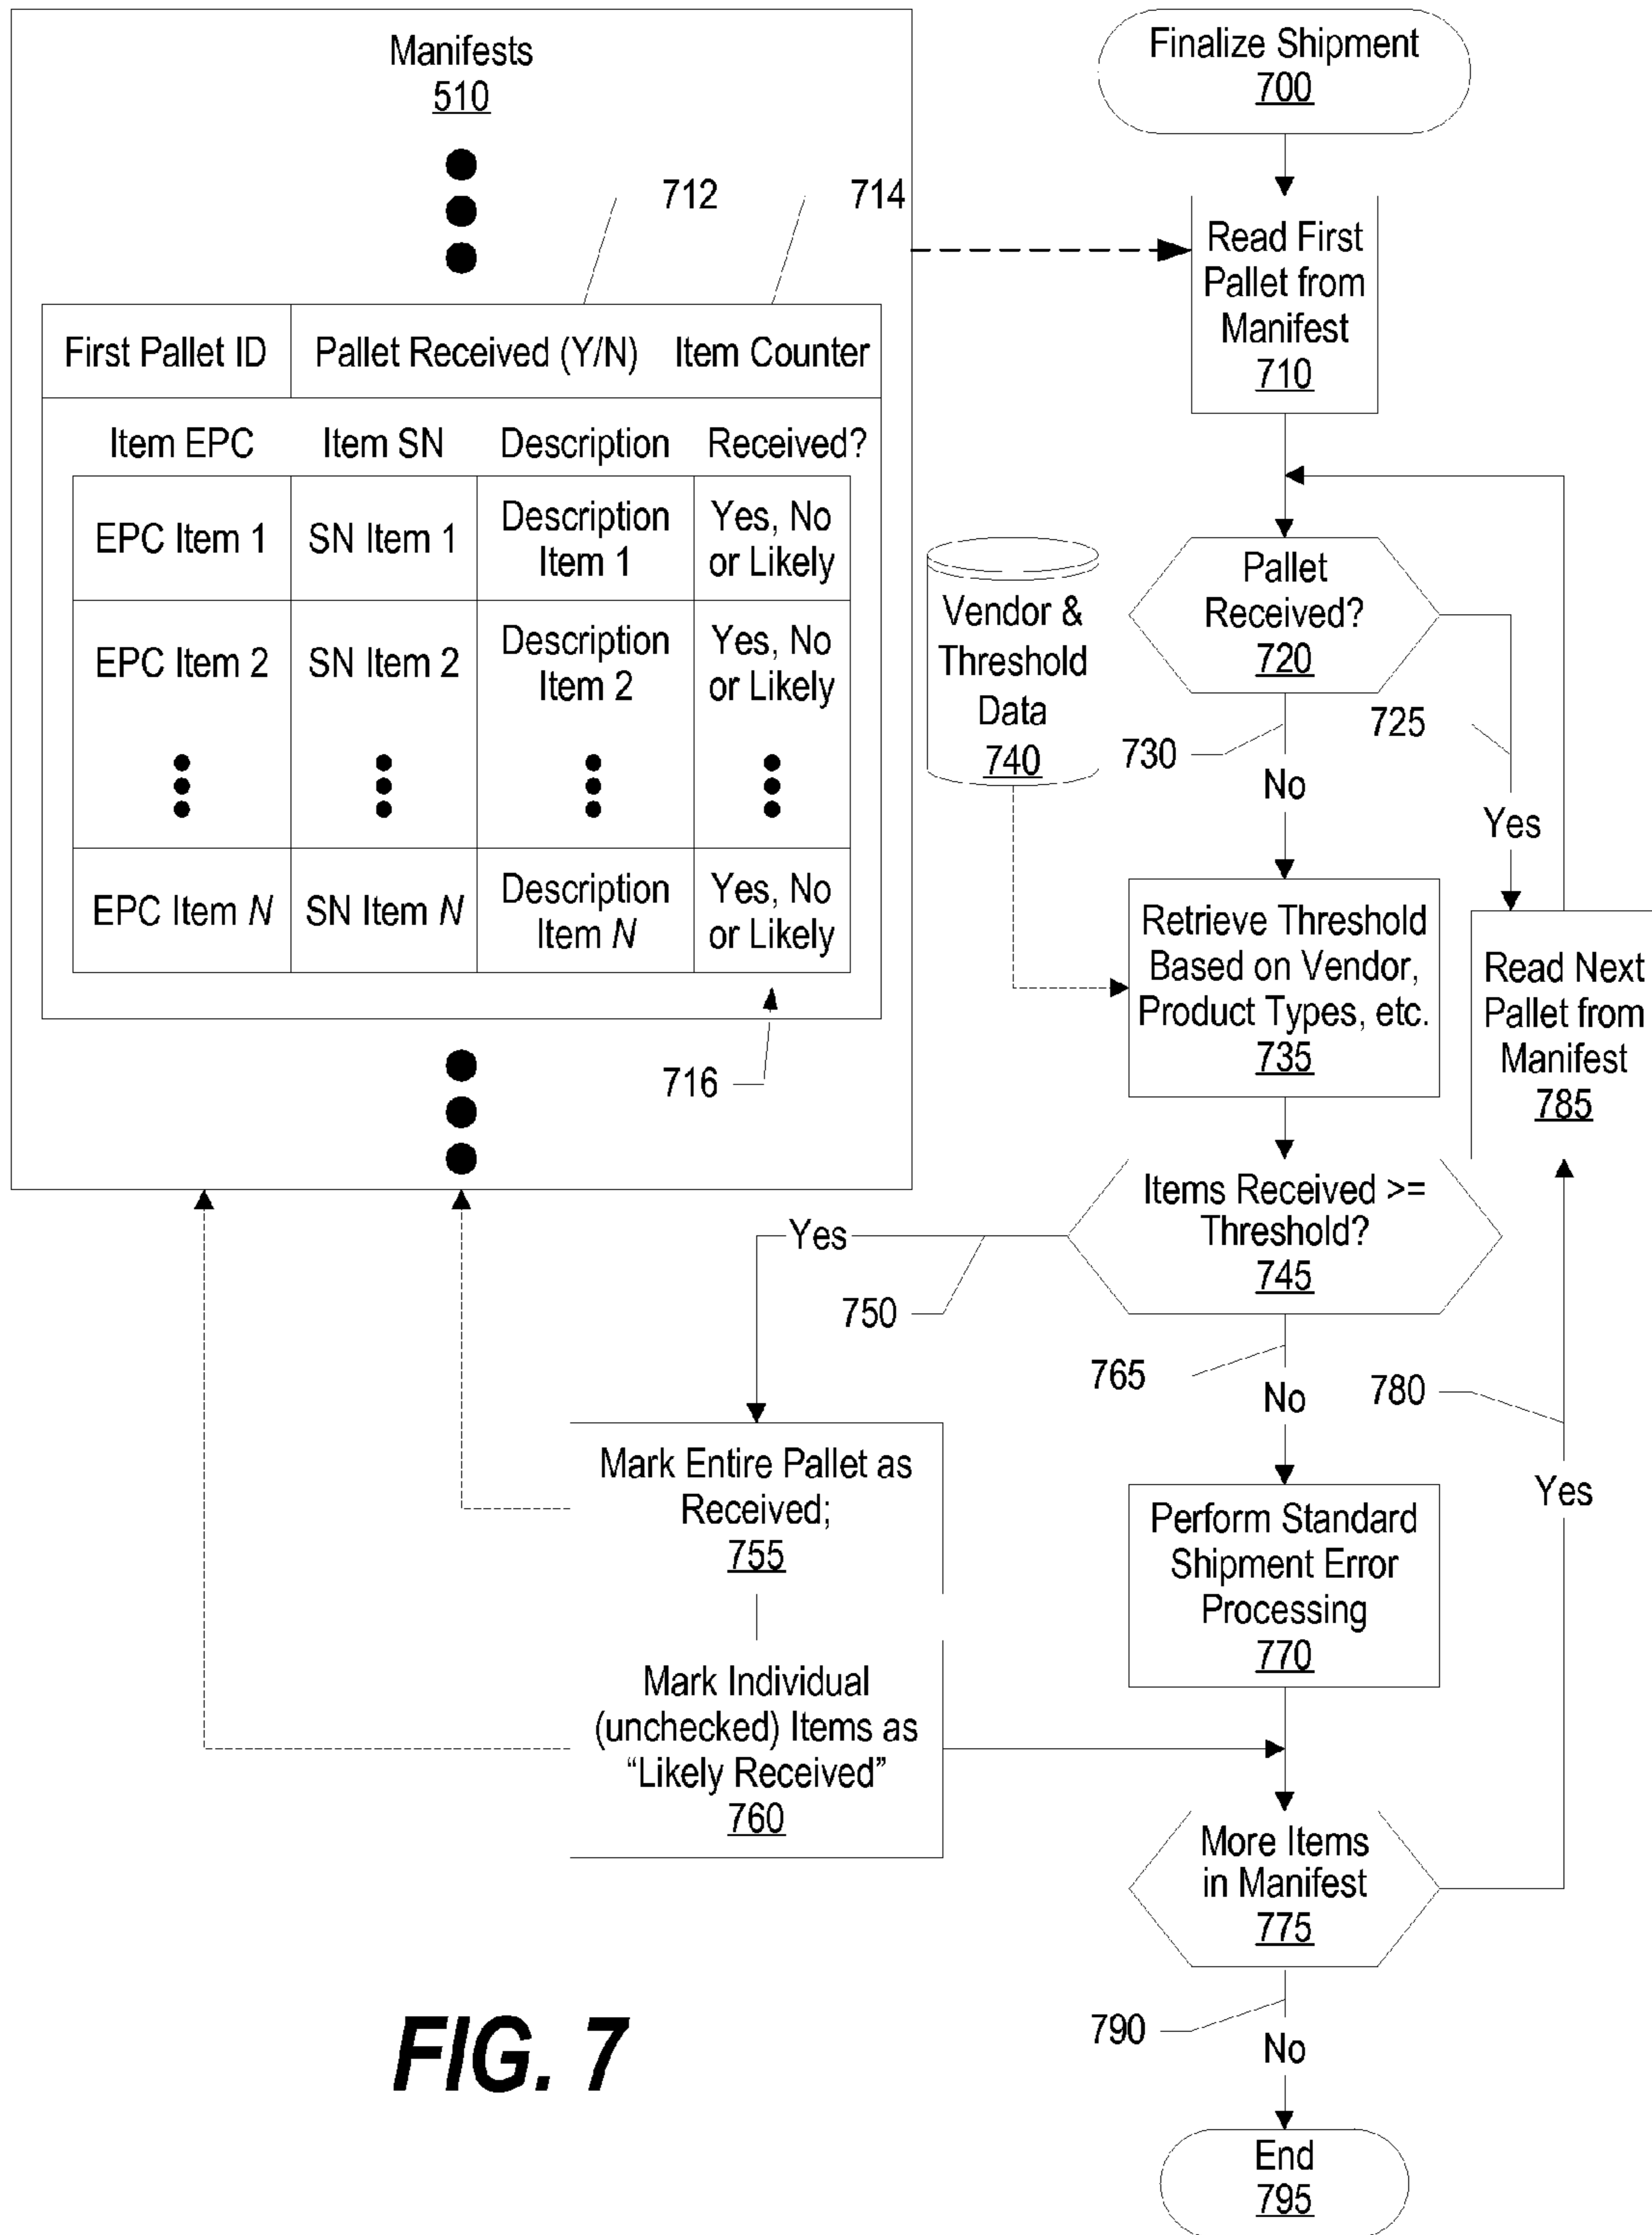 Manifests
510
712
714
First Pallet ID
Pallet Received (Y/N)
Item Counter
Item EPC
Item SN
Description
Received?
EPC Item 1
SN Item 1
Description
Item 1
Yes, No
or Likely
EPC Item 2
SN Item 2
Description
Item 2
Yes, No
or Likely
EPC Item N
SN Item N
Description
Item N
Yes, No
or Likely
716
Finalize Shipment
700
Read First
Pallet from
Manifest
710
Pallet
Received?
720
725
Yes
730
No
Vendor &
Threshold
Data
740
Retrieve Threshold
Based on Vendor,
Product Types, etc.
735
Read Next
Pallet from
Manifest
785
Items Received >=
Threshold?
745
Yes
750
765
No
780
Yes
Mark Entire Pallet as
Received;
755
Mark Individual
(unchecked) Items as
“Likely Received”
760
Perform Standard
Shipment Error
Processing
770
More Items
in Manifest
775
790
No
End
795
FIG. 7